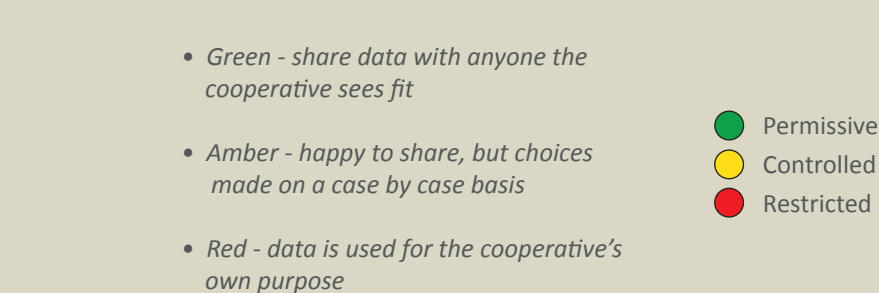 • Green - share data with anyone the
cooperative sees fit
• Amber - happy to share, but choices
made on a case by case basis
• Red - data is used for the cooperative’s
own purpose
Permissive
Controlled
Restricted